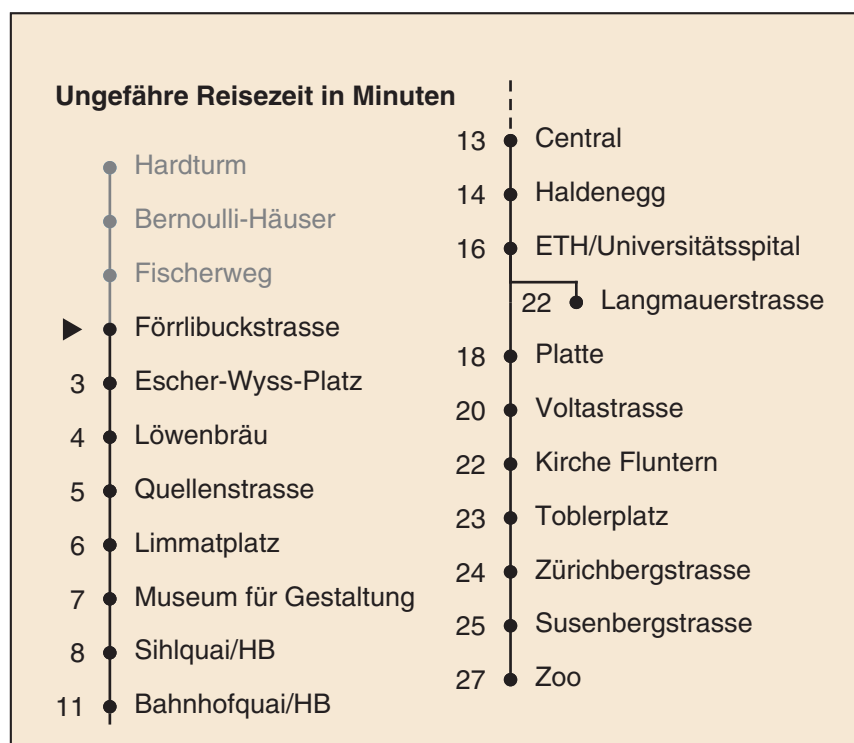 Ungefähre Reisezeit in Minuten
Hardturm
Bernoulli-Häuser
Fischerweg
Förrlibuckstrasse
3 Escher-Wyss-Platz
4 Löwenbräu
5 Quellenstrasse
6 Limmatplatz
7 Museum für Gestaltung
8 Sihlquai/HB
11 Bahnhofquai/HB
13 Central
14 Haldenegg
16 ETH/Universitätsspital
22 Langmauerstrasse
18 Platte
20 Voltastrasse
22 Kirche Fluntern
23 Toblerplatz
24 Zürichbergstrasse
25 Susenbergstrasse
27 Zoo